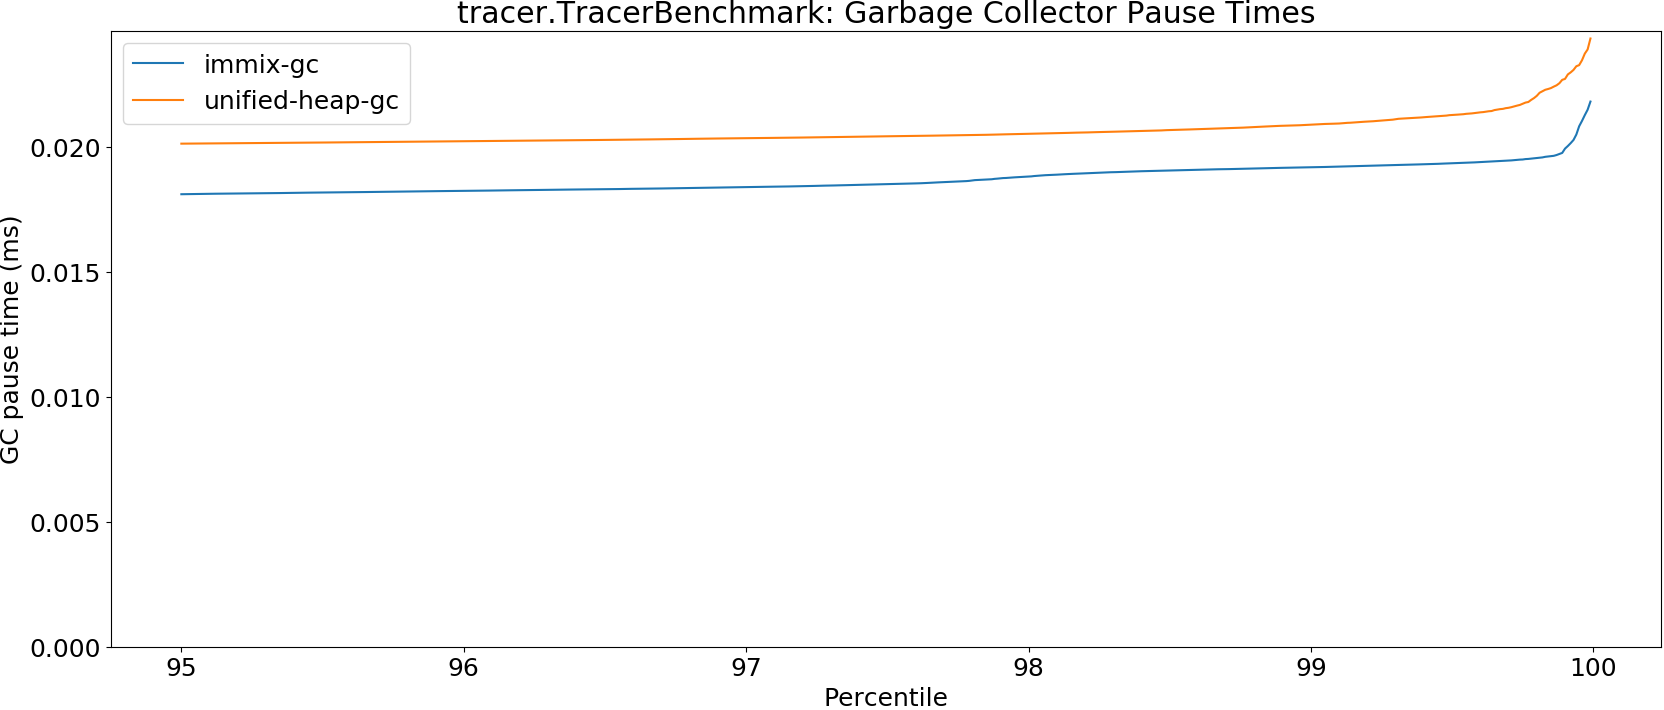 tracer.TracerBenchmark: Garbage Collector Pause Times
immix-gc
unified-heap-gc
GC pause time (ms)
0.020
0.015
0.010
0.005
0.000
95 96 97 98 99 100
Percentile